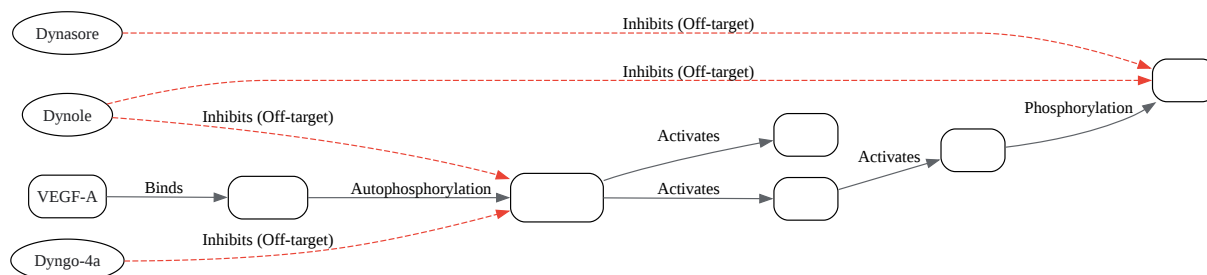 Dynasore
Inhibits (Off-target)
Inhibits (Off-target)
Dynole
Inhibits (Off-target)
Phosphorylation
Activates
Activates
VEGF-A
Binds
Autophosphorylation
Activates
Inhibits (Off-target)
Dyngo-4a